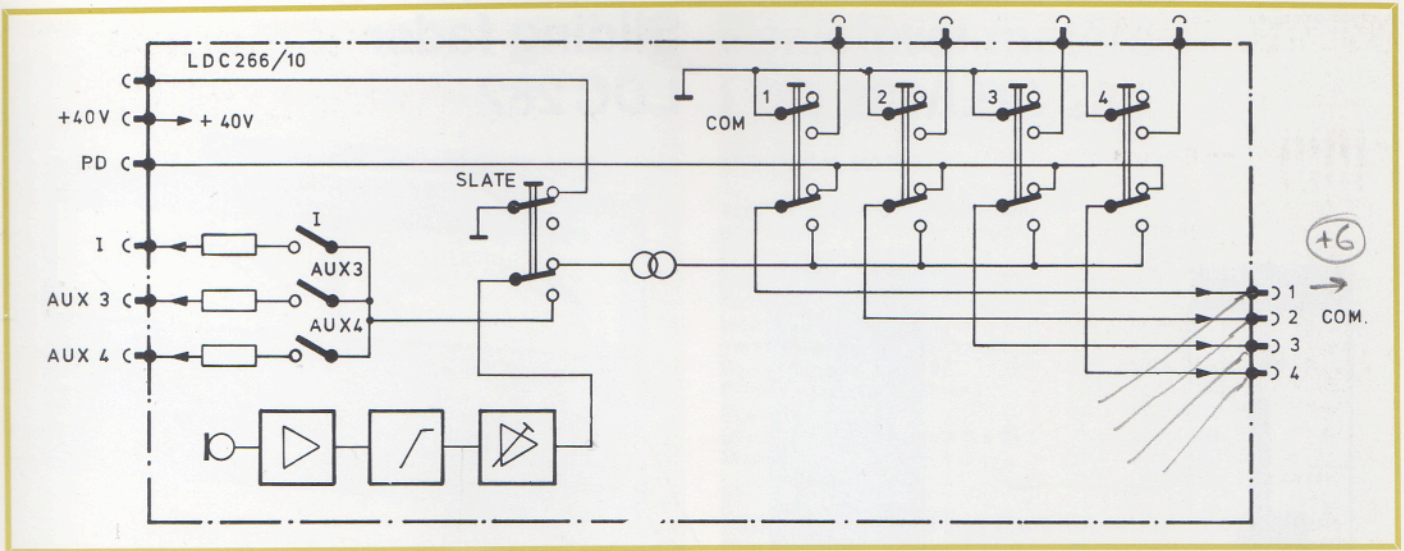 LDC266/10
+40V
+ 40V
PD
SLATE
COM
1
2
3
4
I
I
AUX 3
AUX3
AUX4
AUX 4
+6
1
2
3
4
COM.